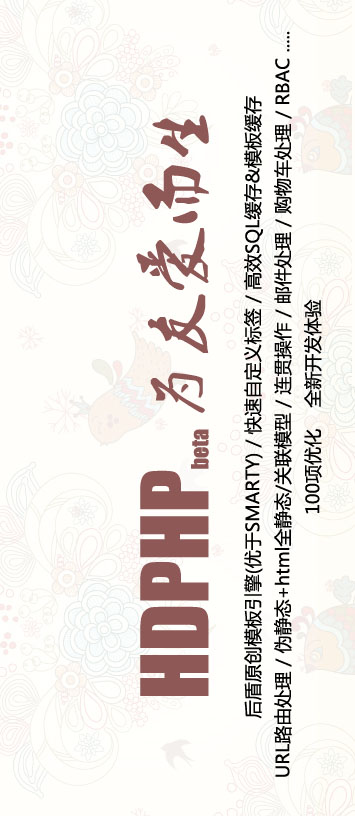 HDPHP beta 为友爱而生
后盾原创模板引擎(优于SMARTY) / 快速自定义标签 / 高效SQL缓存&模板缓存
URL路由处理 / 伪静态+html全静态/关联模型 / 连贯操作 / 邮件处理 / 购物车处理 / RBAC .....
100项优化 全新开发体验